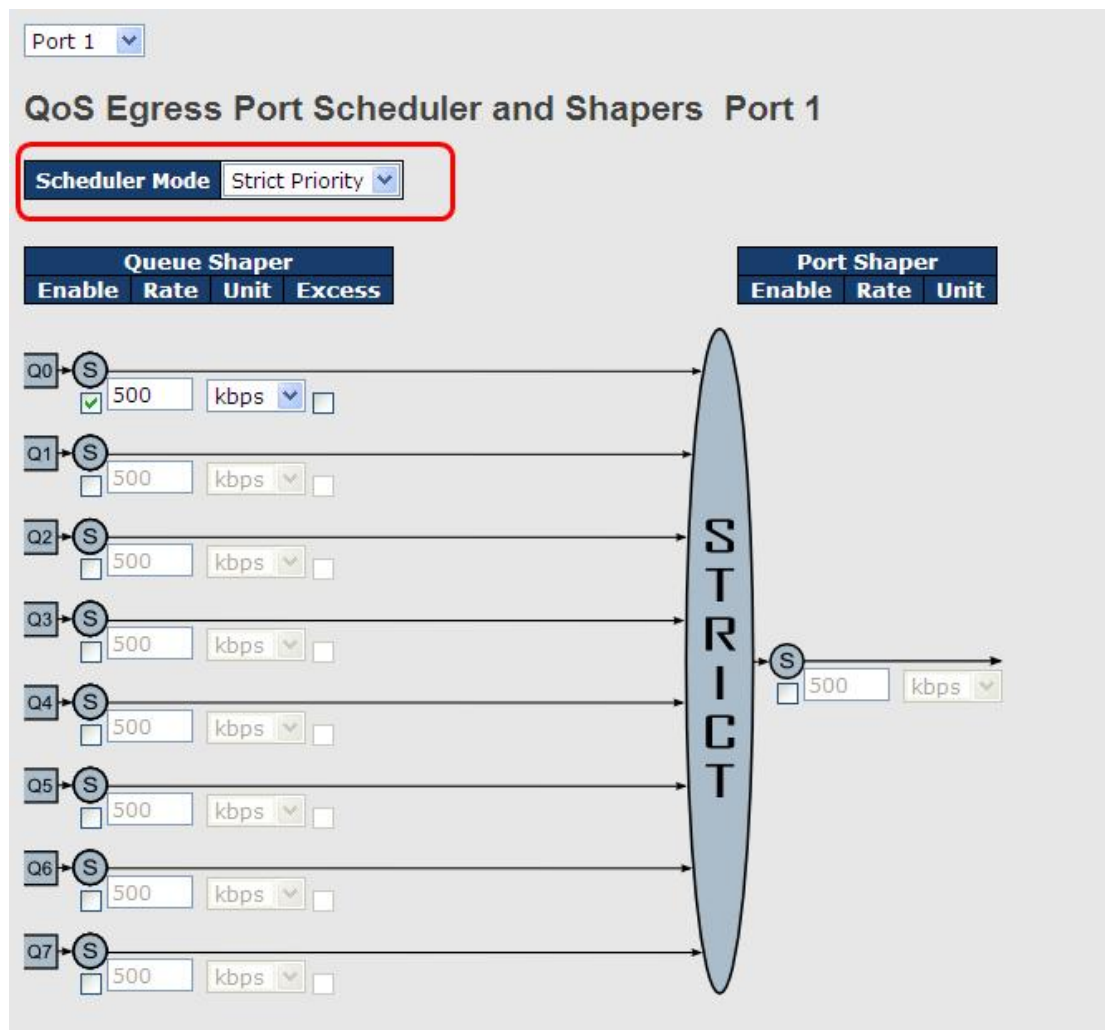 Port 1
QoS Egress Port Scheduler and Shapers Port 1
Scheduler Mode Strict Priority
Queue Shaper
Enable Rate Unit Excess
Port Shaper
Enable Rate Unit
Q0 S
500 kbps
Q1 S
500 kbps
Q2 S
500 kbps
Q3 S
500 kbps
Q4 S
500 kbps
Q5 S
500 kbps
Q6 S
500 kbps
Q7 S
500 kbps
STRICT
S
500 kbps